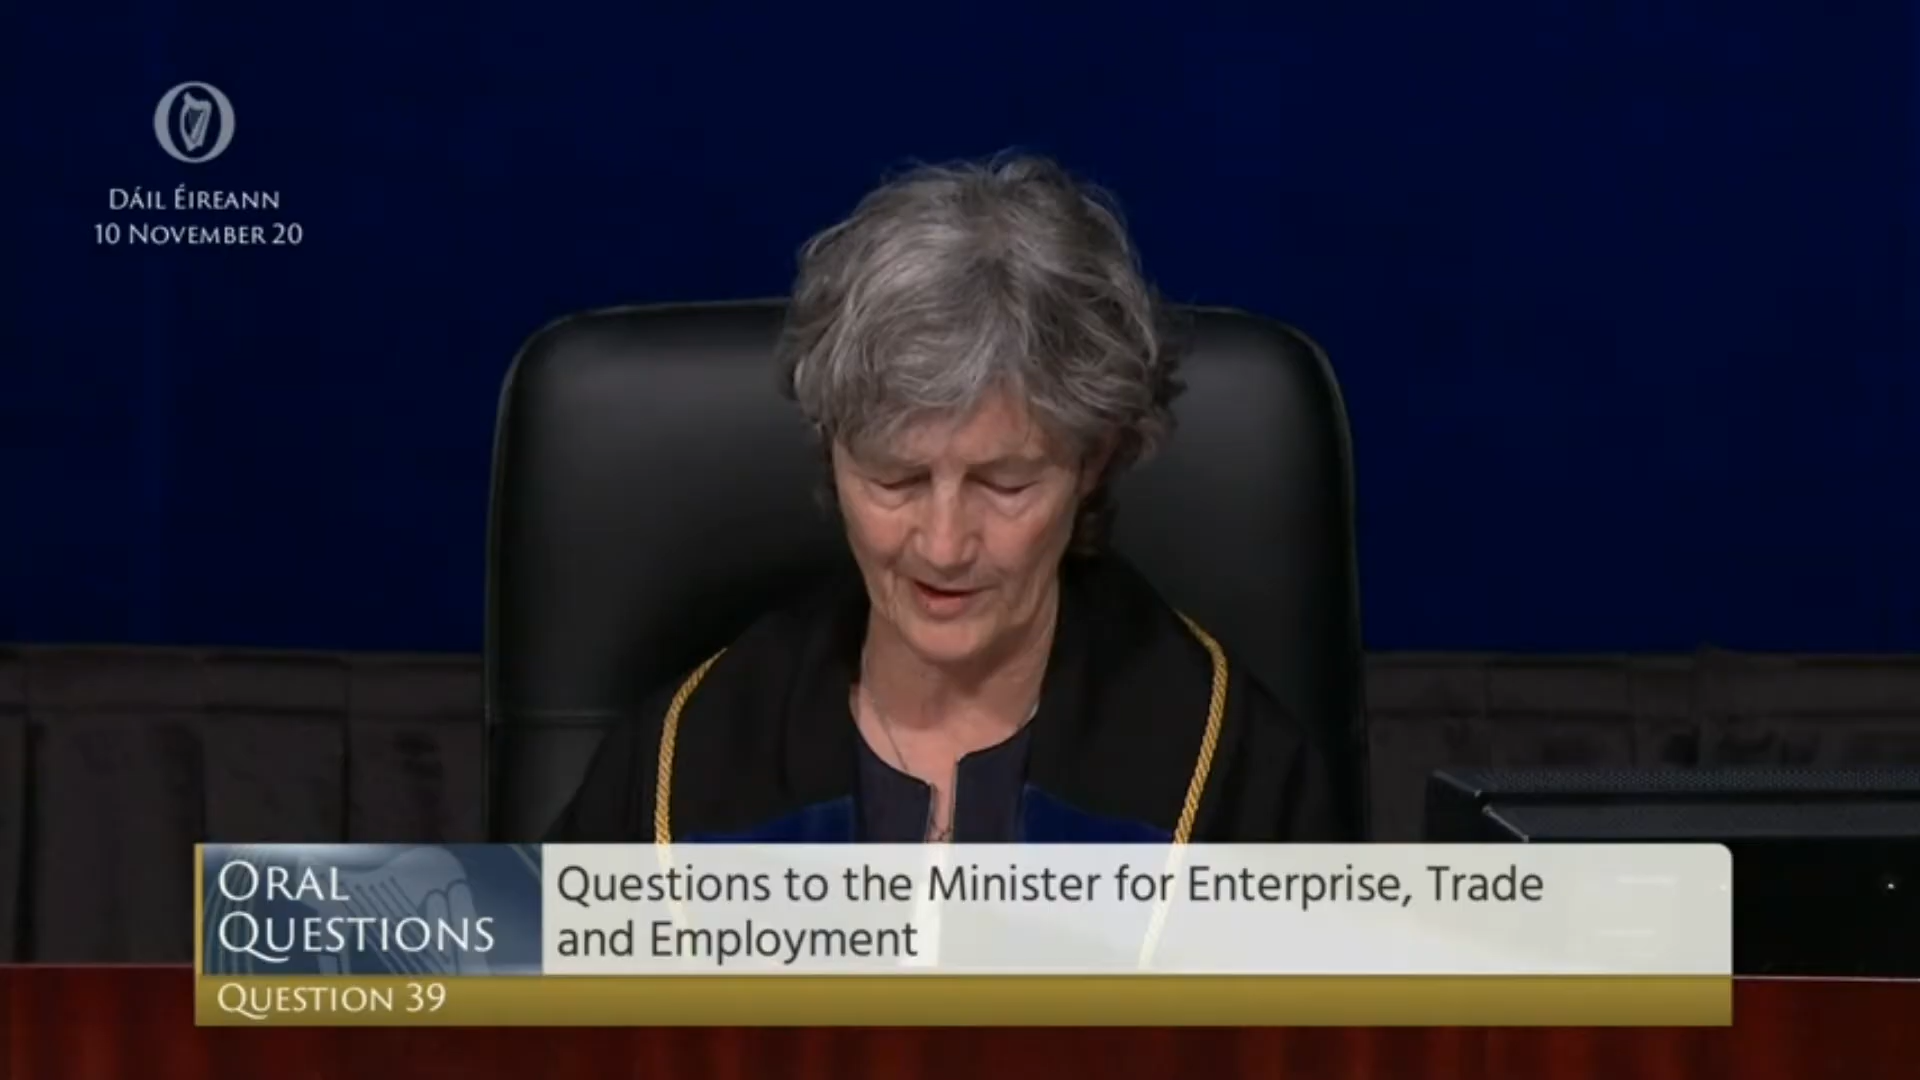 DÁIL ÉIREANN
10 NOVEMBER 20
ORAL
QUESTIONS
Questions to the Minister for Enterprise, Trade
and Employment
QUESTION 39